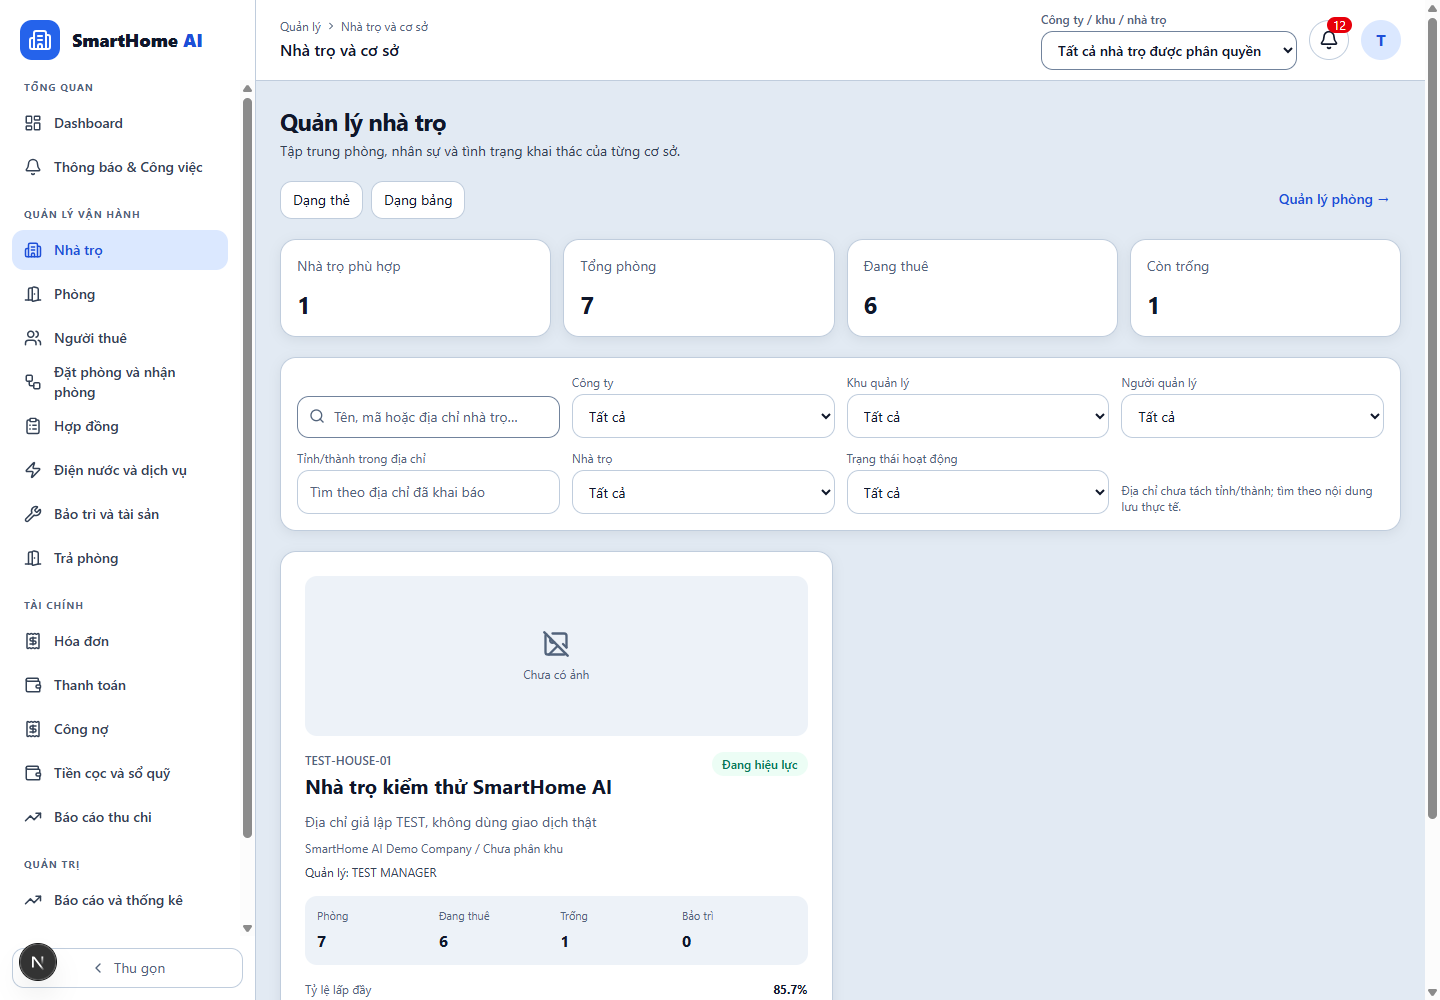 SmartHome AI
TỔNG QUAN
Dashboard
Thông báo & Công việc
QUẢN LÝ VẬN HÀNH
Nhà trọ
Phòng
Người thuê
Đặt phòng và nhận
phòng
Hợp đồng
Điện nước và dịch vụ
Bảo trì và tài sản
Trả phòng
TÀI CHÍNH
Hóa đơn
Thanh toán
Công nợ
Tiền cọc và sổ quỹ
Báo cáo thu chi
QUẢN TRỊ
Báo cáo và thống kê
N
Thu gọn
Quản lý > Nhà trọ và cơ sở
Nhà trọ và cơ sở
Công ty / khu / nhà trọ
Tất cả nhà trọ được phân quyền
12
T
Quản lý nhà trọ
Tập trung phòng, nhân sự và tình trạng khai thác của từng cơ sở.
Dạng thẻ
Dạng bảng
Quản lý phòng →
Nhà trọ phù hợp
1
Tổng phòng
7
Đang thuê
6
Còn trống
1
Tên, mã hoặc địa chỉ nhà trọ...
Công ty
Tất cả
Khu quản lý
Tất cả
Người quản lý
Tất cả
Tỉnh/thành trong địa chỉ
Tìm theo địa chỉ đã khai báo
Nhà trọ
Tất cả
Trạng thái hoạt động
Tất cả
Địa chỉ chưa tách tỉnh/thành; tìm theo nội dung
lưu thực tế.
Chưa có ảnh
TEST-HOUSE-01
Đang hiệu lực
Nhà trọ kiểm thử SmartHome AI
Địa chỉ giả lập TEST, không dùng giao dịch thật
SmartHome AI Demo Company / Chưa phân khu
Quản lý: TEST MANAGER
Phòng
7
Đang thuê
6
Trống
1
Bảo trì
0
Tỷ lệ lấp đầy
85.7%